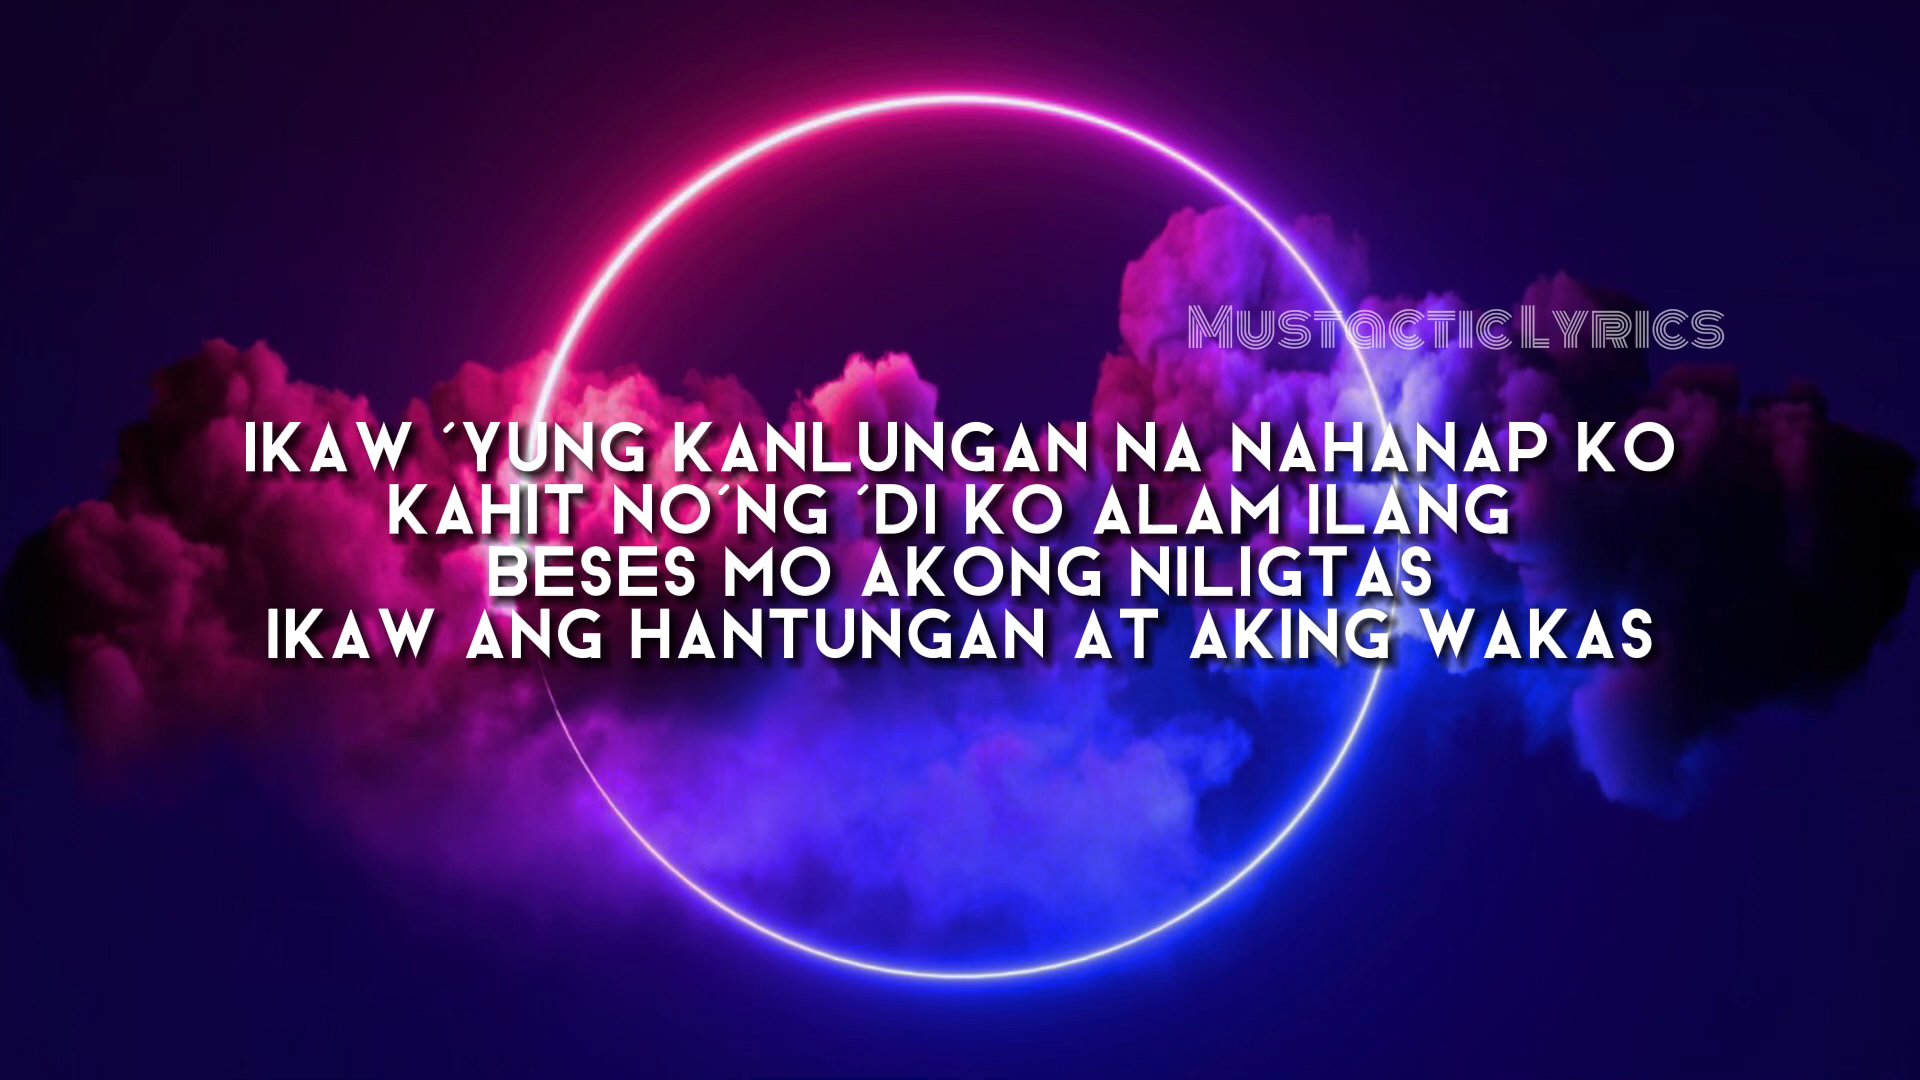 MUSTACTIC LYRICS
IKAW ´YUNG KANLUNGAN NA NAHANAP KO
KAHIT NO´NG ´DI KO ALAM ILANG
BESES MO AKONG NILIGTAS
IKAW ANG HANTUNGAN AT AKING WAKAS